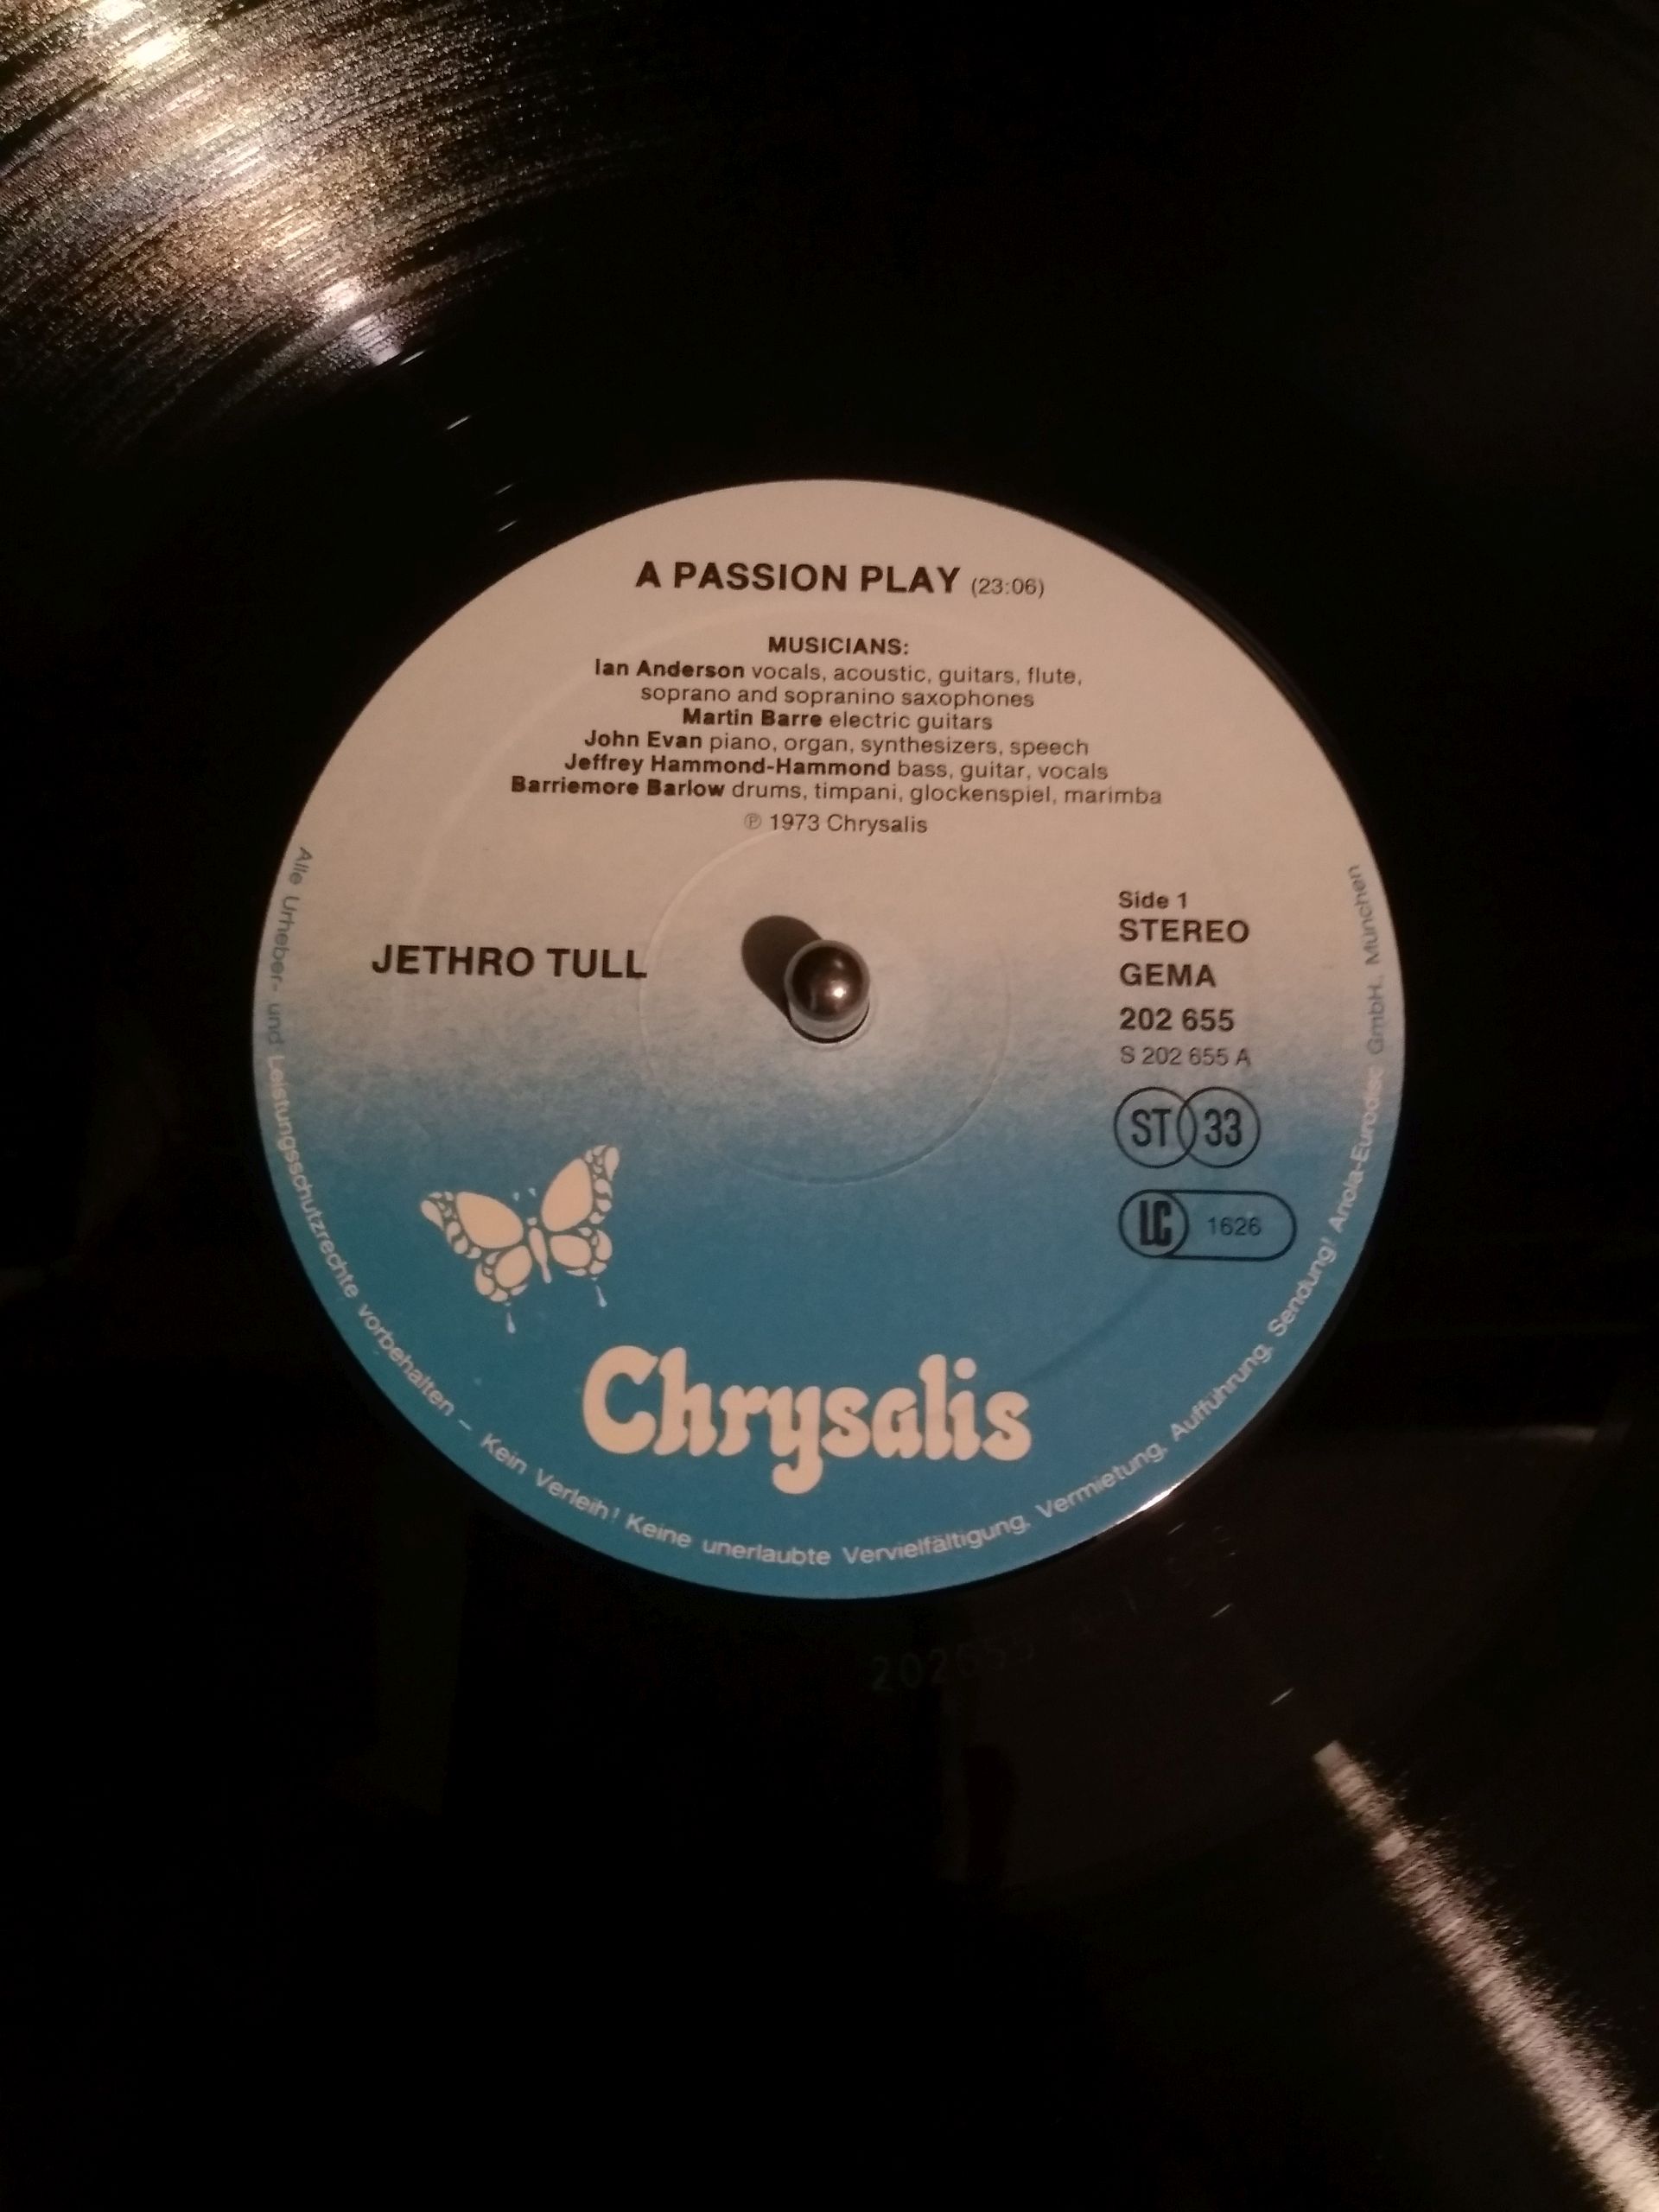 A PASSION PLAY (23:06)
MUSICIANS:
Ian Anderson vocals, acoustic, guitars, flute,
soprano and sopranino saxophones
Martin Barre electric guitars
John Evan piano, organ, synthesizers, speech
Jeffrey Hammond-Hammond bass, guitar, vocals
Barriemore Barlow drums, timpani, glockenspiel, marimba
℗ 1973 Chrysalis
JETHRO TULL
Side 1
STEREO
GEMA
202 655
S 202 655 A
ST 33
LC 1626
Chrysalis
Alle Urheber- und Leistungsschutzrechte vorbehalten – Kein Verleih! Keine unerlaubte Vervielfältigung, Vermietung, Aufführung, Sendung! Ariola-Eurodisc GmbH, München
202655